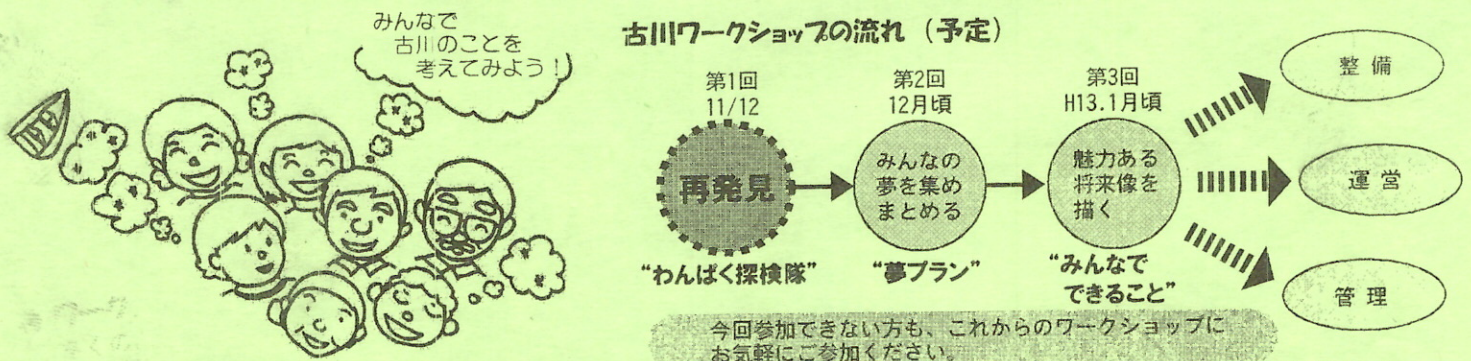 みんなで
古川のことを
考えてみよう!
古川ワークショップの流れ（予定）
第1回
11/12
再発見
“わんぱく探検隊”
第2回
12月頃
みんなの
夢を集め
まとめる
“夢プラン”
第3回
H13.1月頃
魅力ある
将来像を
描く
“みんなで
できること”
整備
運営
管理
今回参加できない方も、これからのワークショップに
お気軽にご参加ください。